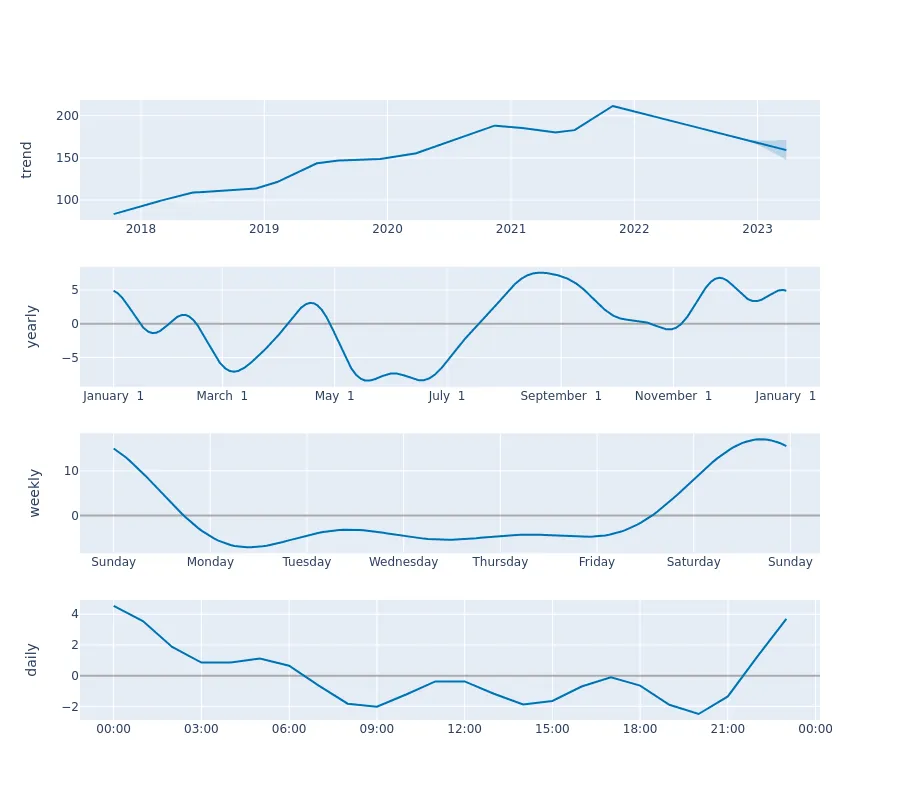 trend
200
150
100
2018 2019 2020 2021 2022 2023
yearly
5
0
−5
January 1 March 1 May 1 July 1 September 1 November 1 January 1
weekly
10
0
Sunday Monday Tuesday Wednesday Thursday Friday Saturday Sunday
daily
4
2
0
−2
00:00 03:00 06:00 09:00 12:00 15:00 18:00 21:00 00:00